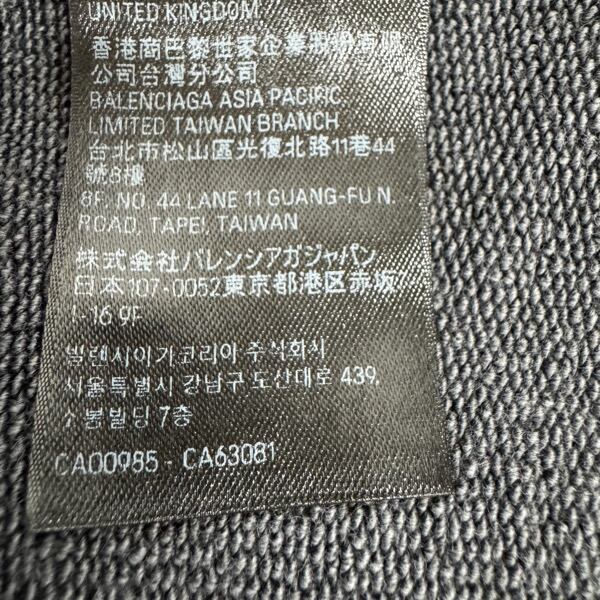 UNITED KINGDOM
香港商巴黎世家企業有限
公司台灣分公司
BALENCIAGA ASIA PACIFIC
LIMITED TAIWAN BRANCH
台北市松山區光復北路11巷44
號8樓
8F. NO. 44 LANE 11 GUANG-FU N.
ROAD, TAPEI, TAIWAN
株式会社バレンシアガジャパン
日本107-0052東京都港区赤坂
-16 9F
발렌시아가코리아 주식회사
서울특별시 강남구 도산대로 439,
소봉빌딩 7층
CA00985 - CA63081